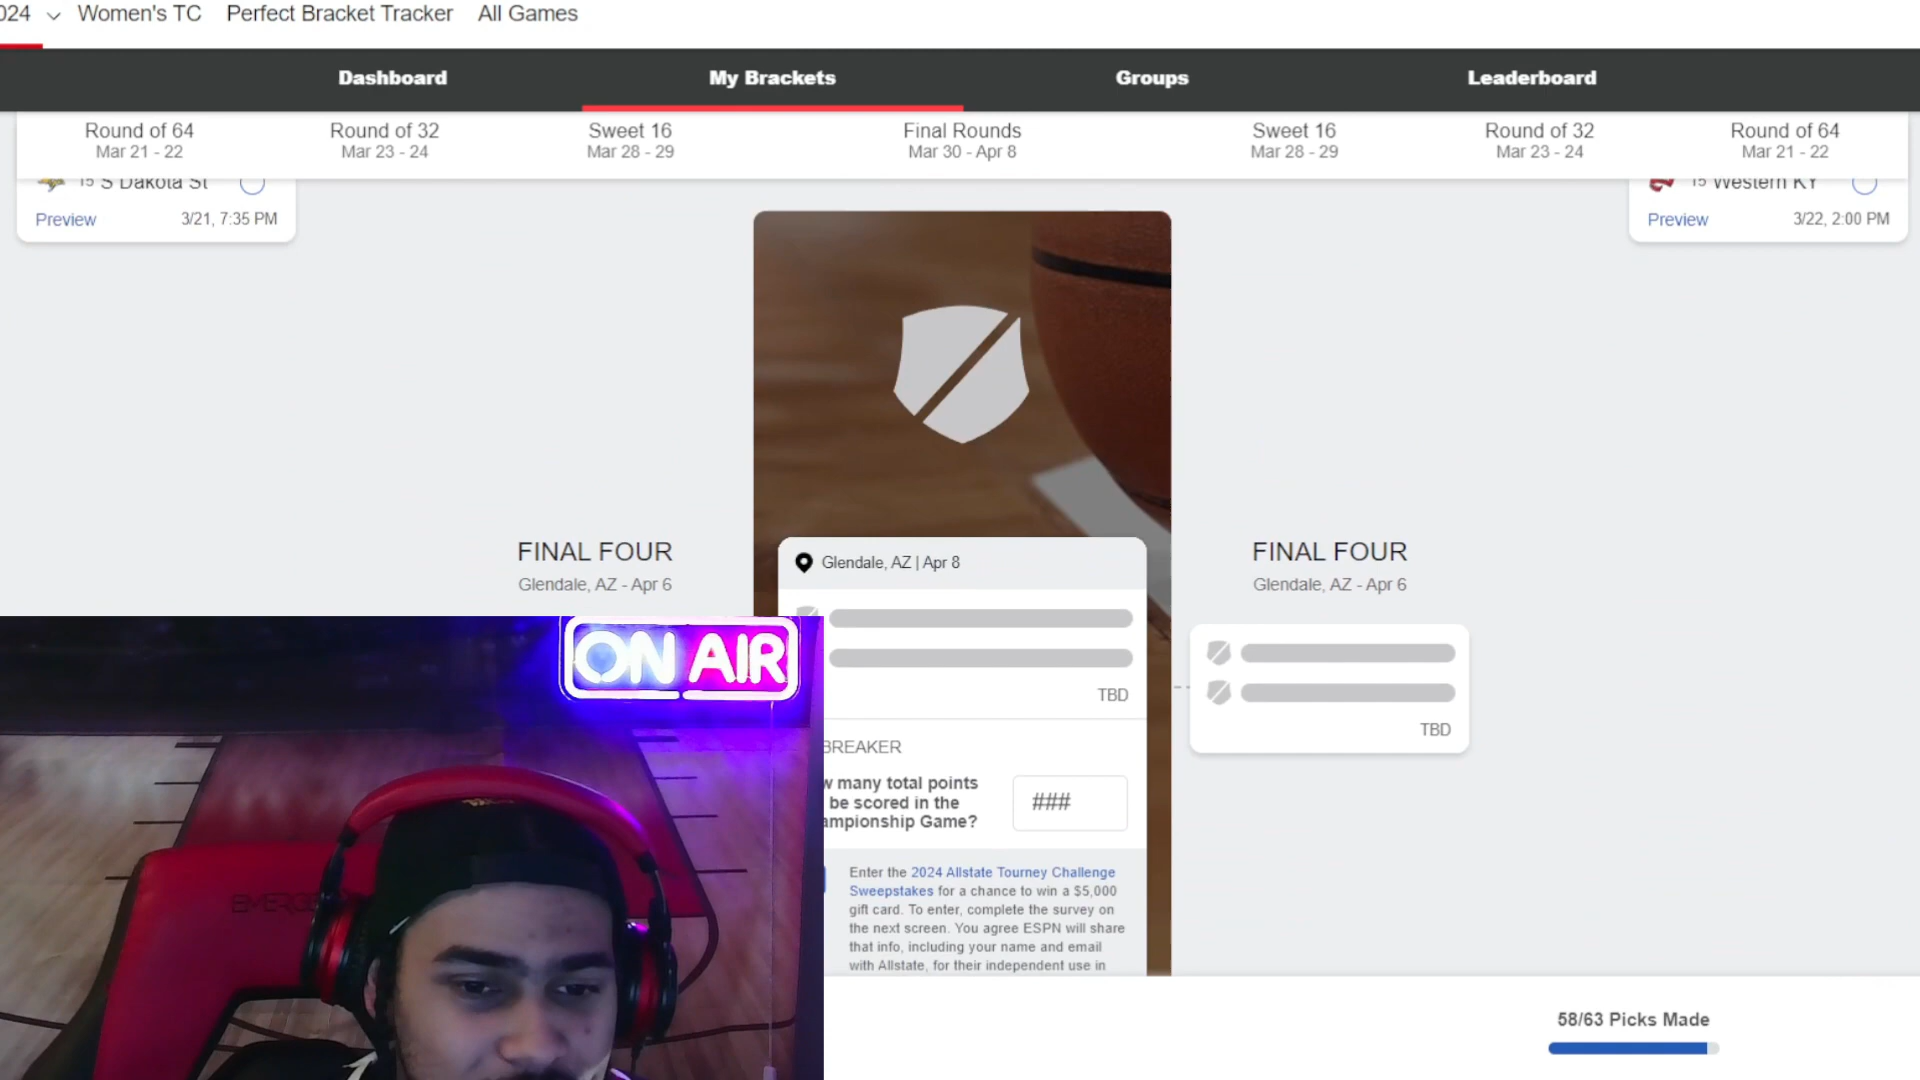 024 Women's TC Perfect Bracket Tracker All Games
Dashboard My Brackets Groups Leaderboard
Round of 64 Round of 32 Sweet 16 Final Rounds Sweet 16 Round of 32 Round of 64
Mar 21 - 22 Mar 23 - 24 Mar 28 - 29 Mar 30 - Apr 8 Mar 28 - 29 Mar 23 - 24 Mar 21 - 22
15 S Dakota St
Preview 3/21, 7:35 PM
15 Western KY
Preview 3/22, 2:00 PM
FINAL FOUR
Glendale, AZ - Apr 6
Glendale, AZ | Apr 8
TBD
BREAKER
w many total points
be scored in the
ampionship Game?
###
Enter the 2024 Allstate Tourney Challenge
Sweepstakes for a chance to win a $5,000
gift card. To enter, complete the survey on
the next screen. You agree ESPN will share
that info, including your name and email
with Allstate, for their independent use in
FINAL FOUR
Glendale, AZ - Apr 6
TBD
ON AIR
58/63 Picks Made